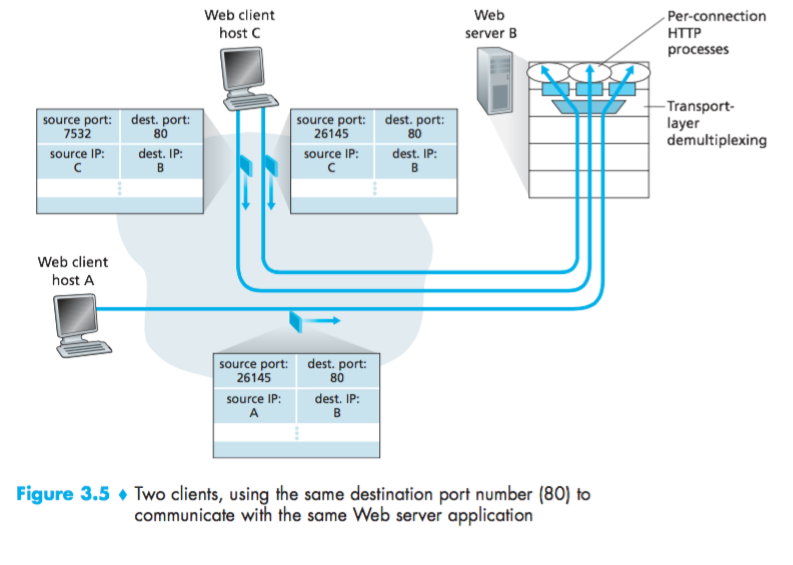 Web client
host C
Web
server B
Per-connection
HTTP
processes
Transport-
layer
demultiplexing
source port:
7532
dest. port:
80
source IP:
C
dest. IP:
B
source port:
26145
dest. port:
80
source IP:
C
dest. IP:
B
Web client
host A
source port:
26145
dest. port:
80
source IP:
A
dest. IP:
B
Figure 3.5 ♦ Two clients, using the same destination port number (80) to
communicate with the same Web server application